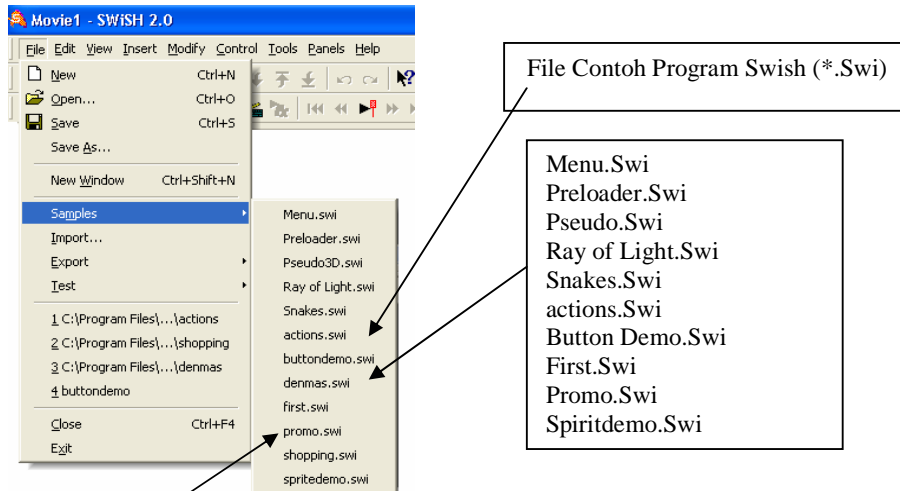 Movie1 - SWiSH 2.0
File Edit View Insert Modify Control Tools Panels Help
New Ctrl+N
Open... Ctrl+O
Save Ctrl+S
Save As...
New Window Ctrl+Shift+N
Samples
Import...
Export
Test
1 C:\Program Files\...\actions
2 C:\Program Files\...\shopping
3 C:\Program Files\...\denmas
4 buttondemo
Close Ctrl+F4
Exit
Menu.swi
Preloader.swi
Pseudo3D.swi
Ray of Light.swi
Snakes.swi
actions.swi
buttondemo.swi
denmas.swi
first.swi
promo.swi
shopping.swi
spritedemo.swi
File Contoh Program Swish (*.Swi)
Menu.Swi
Preloader.Swi
Pseudo.Swi
Ray of Light.Swi
Snakes.Swi
actions.Swi
Button Demo.Swi
First.Swi
Promo.Swi
Spiritdemo.Swi